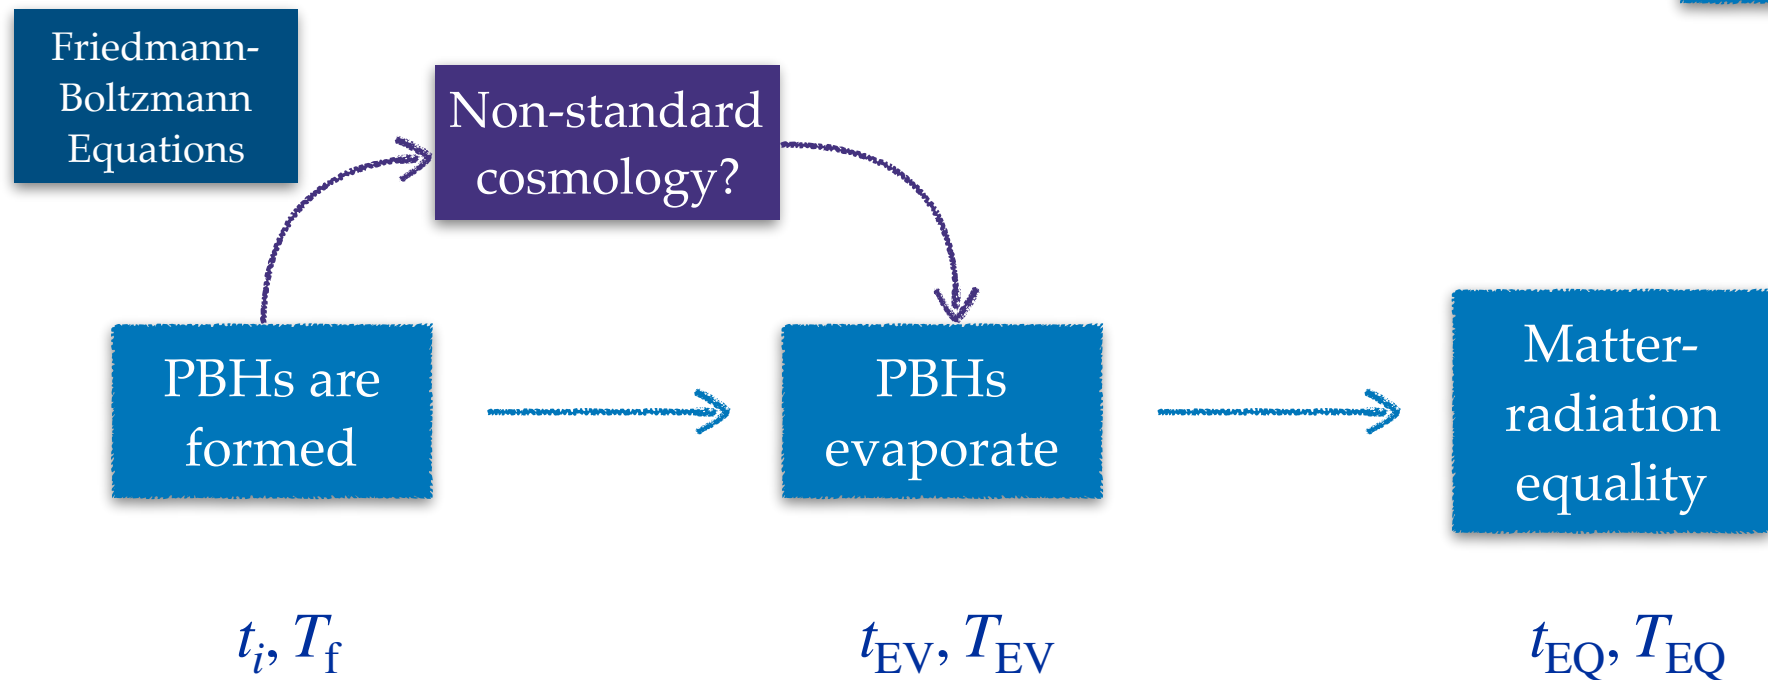 Friedmann-
Boltzmann
Equations
Non-standard
cosmology?
PBHs are
formed
PBHs
evaporate
Matter-
radiation
equality
t_i, T_f
t_EV, T_EV
t_EQ, T_EQ